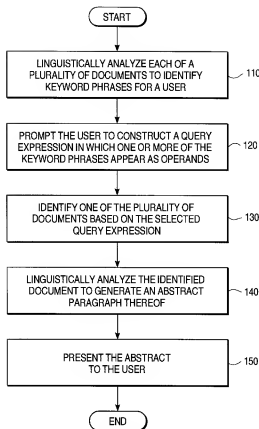 START
LINGUISTICALLY ANALYZE EACH OF A
PLURALITY OF DOCUMENTS TO IDENTIFY
KEYWORD PHRASES FOR A USER
110
PROMPT THE USER TO CONSTRUCT A QUERY
EXPRESSION IN WHICH ONE OR MORE OF THE
KEYWORD PHRASES APPEAR AS OPERANDS
120
IDENTIFY ONE OF THE PLURALITY OF
DOCUMENTS BASED ON THE SELECTED
QUERY EXPRESSION
130
LINGUISTICALLY ANALYZE THE IDENTIFIED
DOCUMENT TO GENERATE AN ABSTRACT
PARAGRAPH THEREOF
140
PRESENT THE ABSTRACT
TO THE USER
150
END